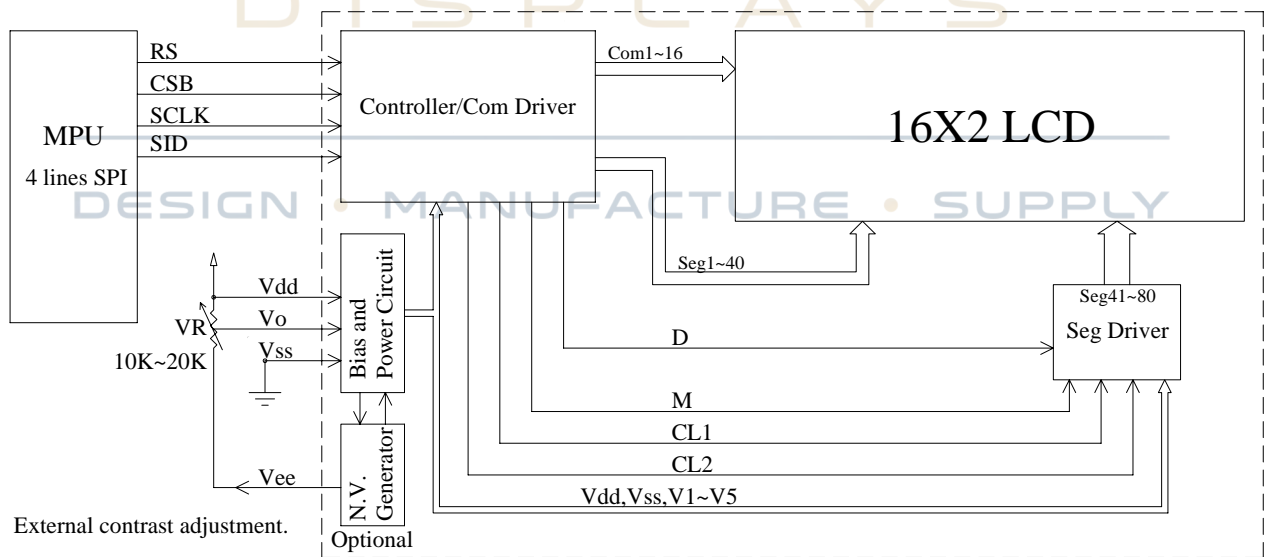 DISPLAYS
RS
CSB
SCLK
SID
MPU
4 lines SPI
Controller/Com Driver
Com1~16
16X2 LCD
DESIGN • MANUFACTURE • SUPPLY
Seg1~40
Seg41~80
Seg Driver
Vdd
Vo
VR
Vss
10K~20K
Bias and
Power Circuit
D
M
CL1
CL2
Vee
N.V.
Generator
Vdd,Vss,V1~V5
External contrast adjustment.
Optional